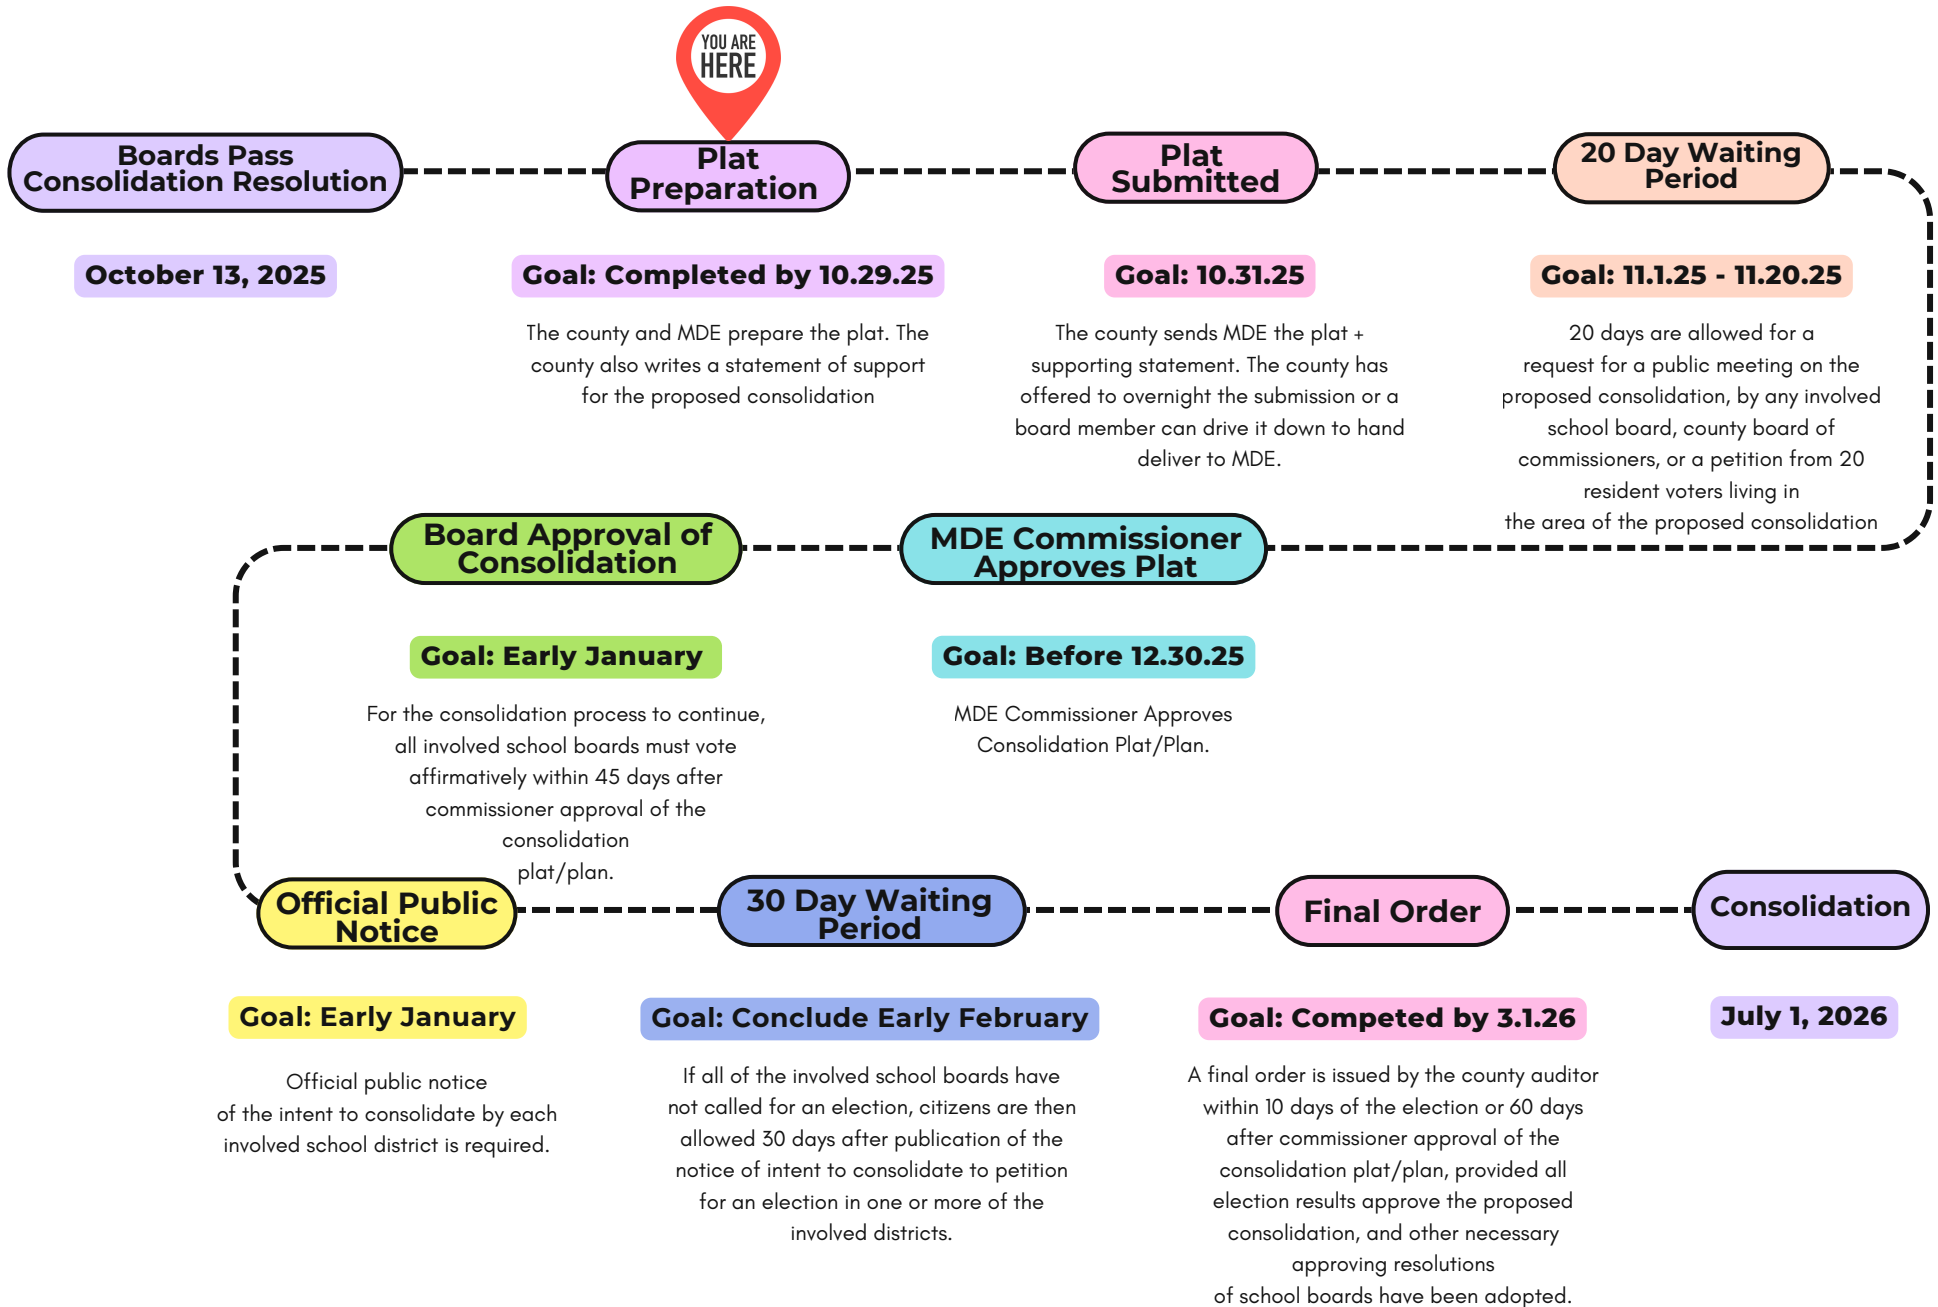 YOU ARE
HERE
Boards Pass
Consolidation Resolution
Plat
Preparation
Plat
Submitted
20 Day Waiting
Period
October 13, 2025
Goal: Completed by 10.29.25
Goal: 10.31.25
Goal: 11.1.25 - 11.20.25
The county and MDE prepare the plat. The
county also writes a statement of support
for the proposed consolidation
The county sends MDE the plat +
supporting statement. The county has
offered to overnight the submission or a
board member can drive it down to hand
deliver to MDE.
20 days are allowed for a
request for a public meeting on the
proposed consolidation, by any involved
school board, county board of
commissioners, or a petition from 20
resident voters living in
the area of the proposed consolidation
Board Approval of
Consolidation
MDE Commissioner
Approves Plat
Goal: Early January
Goal: Before 12.30.25
For the consolidation process to continue,
all involved school boards must vote
affirmatively within 45 days after
commissioner approval of the
consolidation
plat/plan.
MDE Commissioner Approves
Consolidation Plat/Plan.
Official Public
Notice
30 Day Waiting
Period
Final Order
Consolidation
Goal: Early January
Goal: Conclude Early February
Goal: Competed by 3.1.26
July 1, 2026
Official public notice
of the intent to consolidate by each
involved school district is required.
If all of the involved school boards have
not called for an election, citizens are then
allowed 30 days after publication of the
notice of intent to consolidate to petition
for an election in one or more of the
involved districts.
A final order is issued by the county auditor
within 10 days of the election or 60 days
after commissioner approval of the
consolidation plat/plan, provided all
election results approve the proposed
consolidation, and other necessary
approving resolutions
of school boards have been adopted.